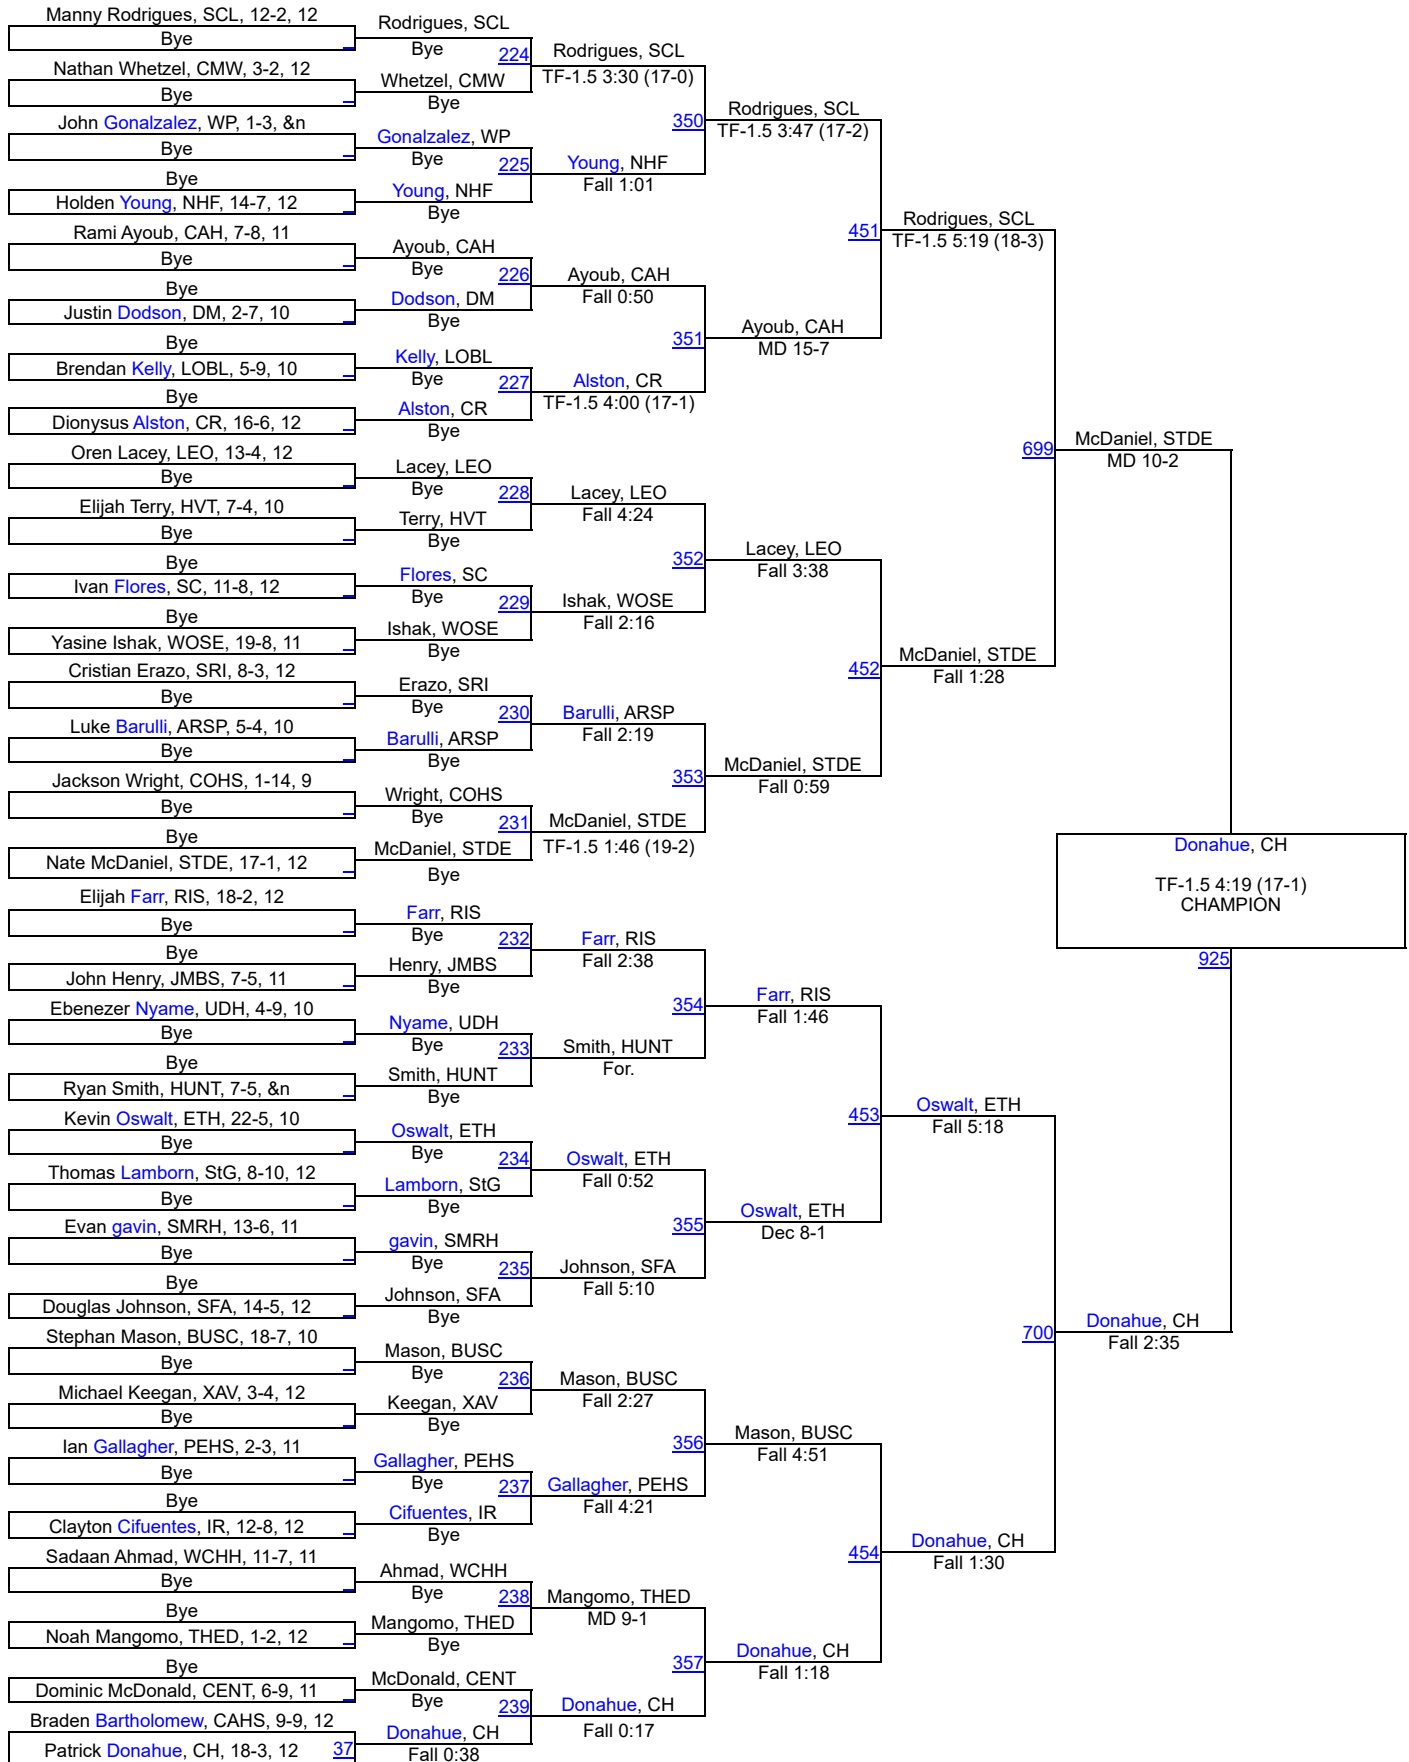 Manny Rodrigues, SCL, 12-2, 12
Bye
Nathan Whetzel, CMW, 3-2, 12
Bye
John Gonalzalez, WP, 1-3, &n
Bye
Bye
Holden Young, NHF, 14-7, 12
Rami Ayoub, CAH, 7-8, 11
Bye
Bye
Justin Dodson, DM, 2-7, 10
Bye
Brendan Kelly, LOBL, 5-9, 10
Bye
Dionysus Alston, CR, 16-6, 12
Oren Lacey, LEO, 13-4, 12
Bye
Elijah Terry, HVT, 7-4, 10
Bye
Bye
Ivan Flores, SC, 11-8, 12
Bye
Yasine Ishak, WOSE, 19-8, 11
Cristian Erazo, SRI, 8-3, 12
Bye
Luke Barulli, ARSP, 5-4, 10
Bye
Jackson Wright, COHS, 1-14, 9
Bye
Bye
Nate McDaniel, STDE, 17-1, 12
Elijah Farr, RIS, 18-2, 12
Bye
Bye
John Henry, JMBS, 7-5, 11
Ebenezer Nyame, UDH, 4-9, 10
Bye
Bye
Ryan Smith, HUNT, 7-5, &n
Kevin Oswalt, ETH, 22-5, 10
Bye
Thomas Lamborn, StG, 8-10, 12
Bye
Evan gavin, SMRH, 13-6, 11
Bye
Bye
Douglas Johnson, SFA, 14-5, 12
Stephan Mason, BUSC, 18-7, 10
Bye
Michael Keegan, XAV, 3-4, 12
Bye
Ian Gallagher, PEHS, 2-3, 11
Bye
Bye
Clayton Cifuentes, IR, 12-8, 12
Sadaan Ahmad, WCHH, 11-7, 11
Bye
Bye
Noah Mangomo, THED, 1-2, 12
Bye
Dominic McDonald, CENT, 6-9, 11
Braden Bartholomew, CAHS, 9-9, 12
Patrick Donahue, CH, 18-3, 12
37
Rodrigues, SCL
Bye
224
Whetzel, CMW
Bye
Gonalzalez, WP
Bye
225
Young, NHF
Bye
Ayoub, CAH
Bye
226
Dodson, DM
Bye
Kelly, LOBL
Bye
227
Alston, CR
Bye
Lacey, LEO
Bye
228
Terry, HVT
Bye
Flores, SC
Bye
229
Ishak, WOSE
Bye
Erazo, SRI
Bye
230
Barulli, ARSP
Bye
Wright, COHS
Bye
231
McDaniel, STDE
Bye
Farr, RIS
Bye
232
Henry, JMBS
Bye
Nyame, UDH
Bye
233
Smith, HUNT
Bye
Oswalt, ETH
Bye
234
Lamborn, StG
Bye
gavin, SMRH
Bye
235
Johnson, SFA
Bye
Mason, BUSC
Bye
236
Keegan, XAV
Bye
Gallagher, PEHS
Bye
237
Cifuentes, IR
Bye
Ahmad, WCHH
Bye
238
Mangomo, THED
Bye
McDonald, CENT
Bye
239
Donahue, CH
Fall 0:38
Rodrigues, SCL
TF-1.5 3:30 (17-0)
350
Young, NHF
Fall 1:01
Ayoub, CAH
Fall 0:50
351
Alston, CR
TF-1.5 4:00 (17-1)
Lacey, LEO
Fall 4:24
352
Ishak, WOSE
Fall 2:16
Barulli, ARSP
Fall 2:19
353
McDaniel, STDE
TF-1.5 1:46 (19-2)
Farr, RIS
Fall 2:38
354
Smith, HUNT
For.
Oswalt, ETH
Fall 0:52
355
Johnson, SFA
Fall 5:10
Mason, BUSC
Fall 2:27
356
Gallagher, PEHS
Fall 4:21
Mangomo, THED
MD 9-1
357
Donahue, CH
Fall 0:17
Rodrigues, SCL
TF-1.5 3:47 (17-2)
451
Ayoub, CAH
MD 15-7
Lacey, LEO
Fall 3:38
452
McDaniel, STDE
Fall 0:59
Farr, RIS
Fall 1:46
453
Oswalt, ETH
Dec 8-1
Mason, BUSC
Fall 4:51
454
Donahue, CH
Fall 1:18
Rodrigues, SCL
TF-1.5 5:19 (18-3)
699
McDaniel, STDE
Fall 1:28
Oswalt, ETH
Fall 5:18
700
Donahue, CH
Fall 1:30
McDaniel, STDE
MD 10-2
Donahue, CH
Fall 2:35
Donahue, CH
TF-1.5 4:19 (17-1)
CHAMPION
925